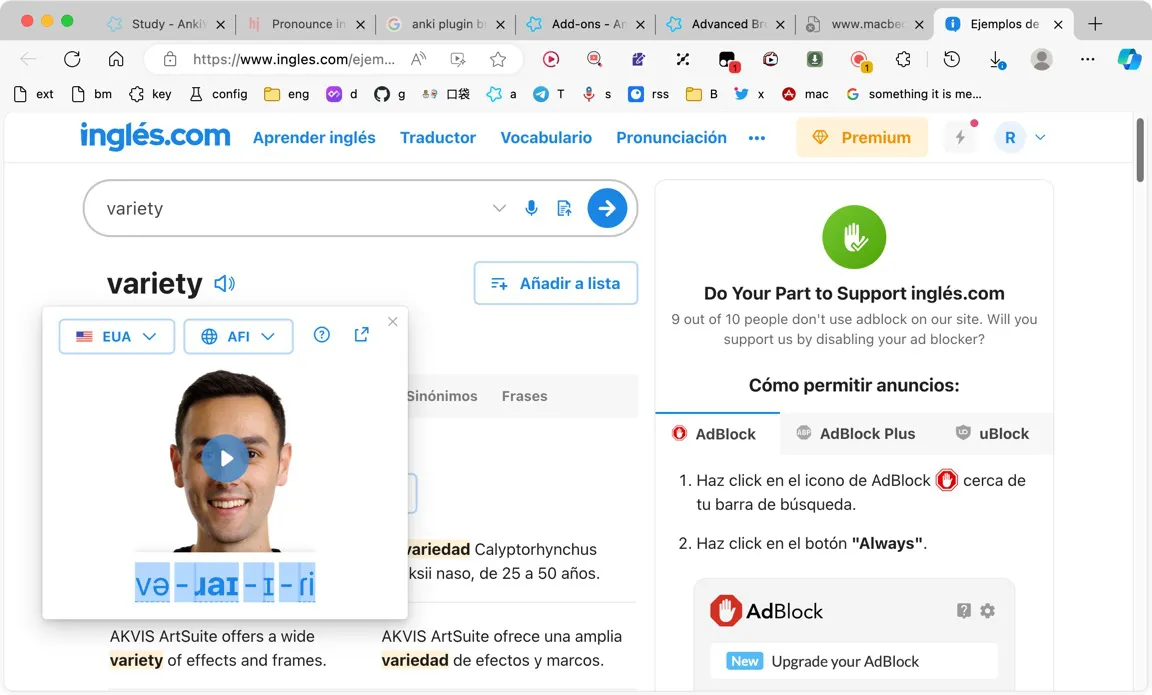 Study - AnkiW
Pronounce in
anki plugin b
Add-ons - An
Advanced Bro
www.macbed
Ejemplos de
https://www.ingles.com/ejem...
1
1
ext
bm
key
config
eng
d
g
口袋
a
T
s
rss
B
x
mac
something it is me...
inglés.com
Aprender inglés
Traductor
Vocabulario
Pronunciación
Premium
R
variety
variety
Añadir a lista
EUA
AFI
Sinónimos
Frases
və-ɹaɪ-ɪ-ɾi
variedad Calyptorhynchus
ksii naso, de 25 a 50 años.
AKVIS ArtSuite offers a wide
variety of effects and frames.
AKVIS ArtSuite ofrece una amplia
variedad de efectos y marcos.
Do Your Part to Support inglés.com
9 out of 10 people don't use adblock on our site. Will you
support us by disabling your ad blocker?
Cómo permitir anuncios:
AdBlock
ABP
AdBlock Plus
uBlock
1. Haz click en el icono de AdBlock cerca de
tu barra de búsqueda.
2. Haz click en el botón "Always".
AdBlock
New
Upgrade your AdBlock